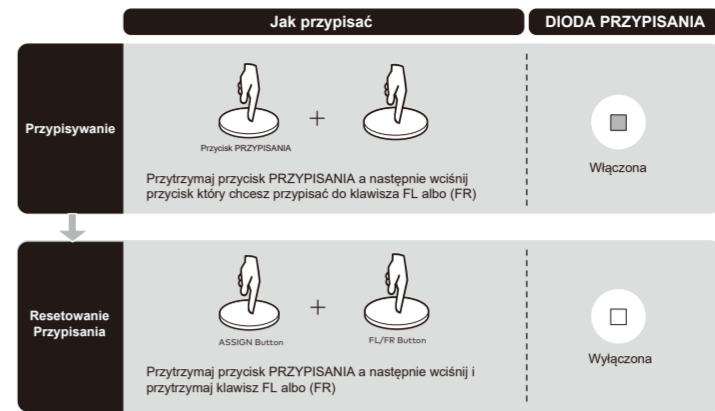 Jak przypisać
DIODA PRZYPISANIA
Przypisywanie
+
Przycisk PRZYPISANIA
Przytrzymaj przycisk PRZYPISANIA a następnie wciśnij
przycisk który chcesz przypisać do klawisza FL albo (FR)
Włączona
Resetowanie
Przypisania
+
ASSIGN Button
FL/FR Button
Przytrzymaj przycisk PRZYPISANIA a następnie wciśnij i
przytrzymaj klawisz FL albo (FR)
Wyłączona